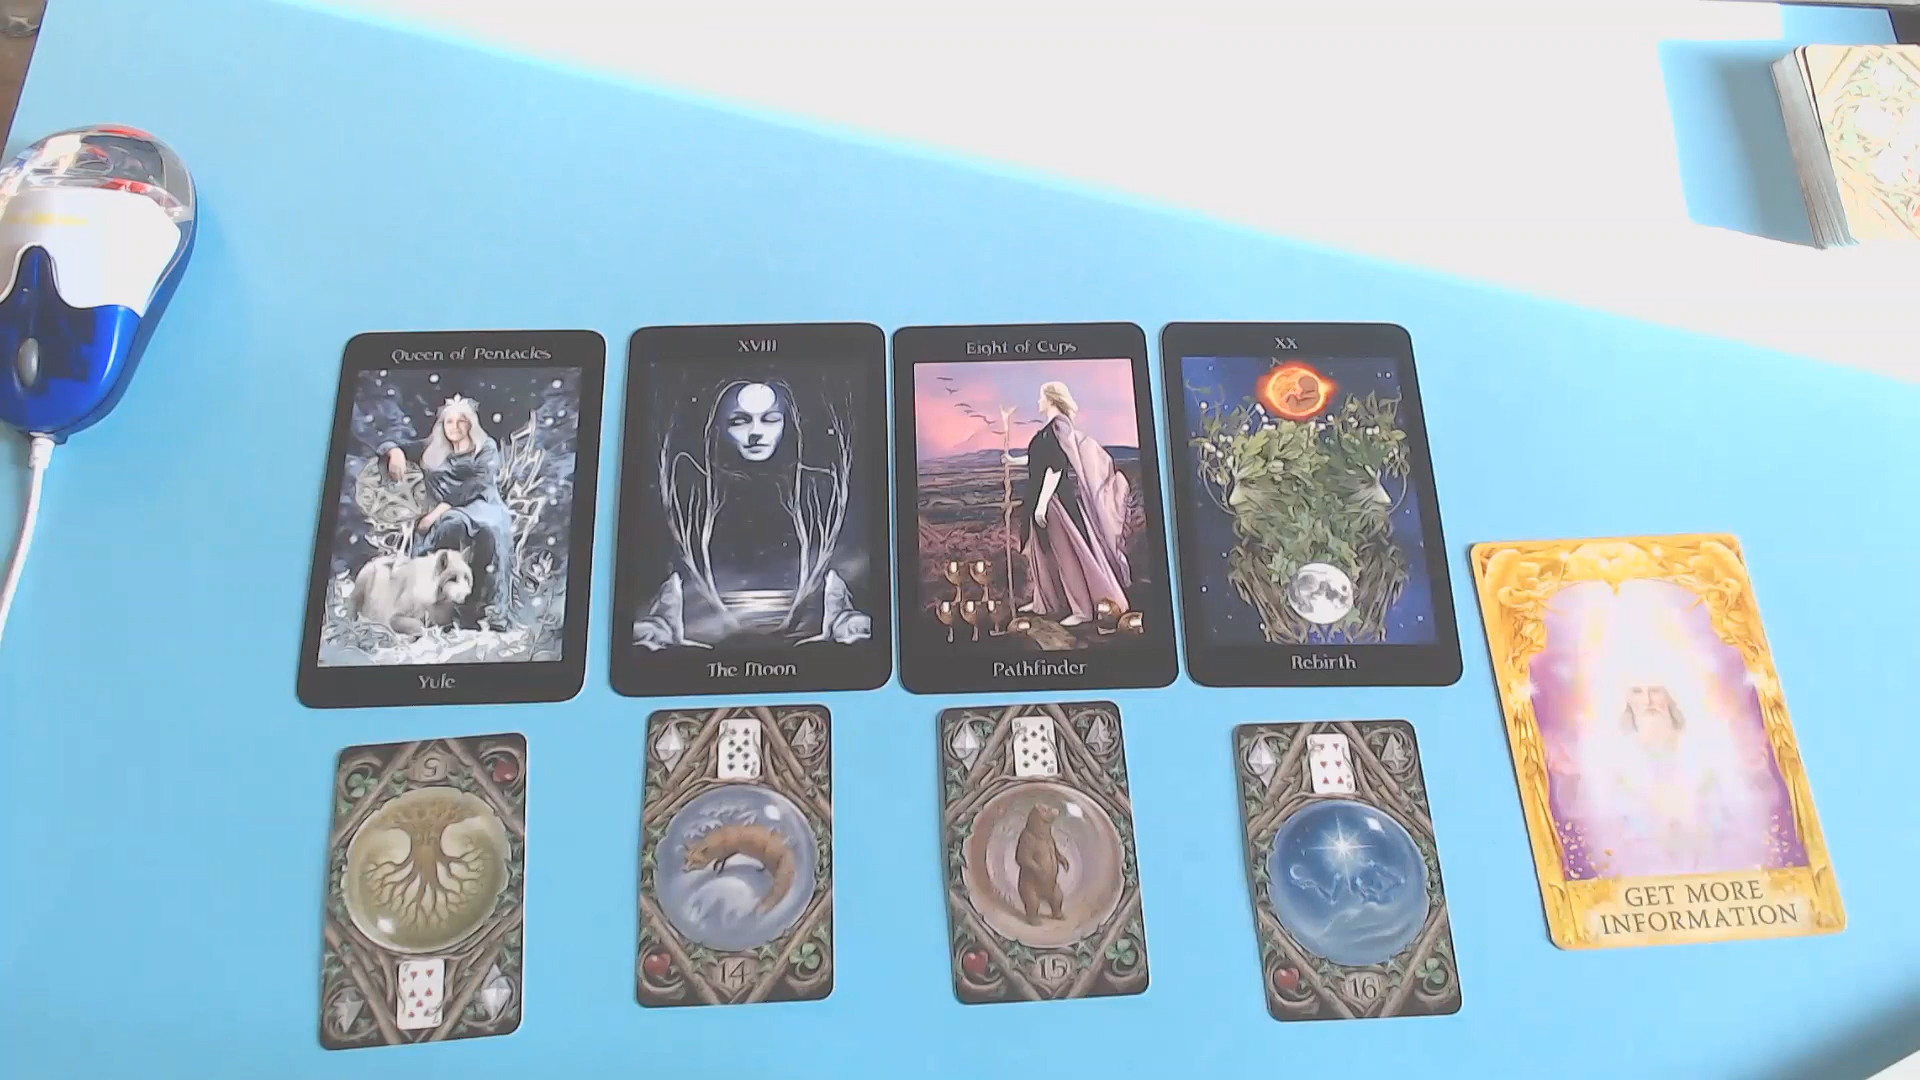 Queen of Pentacles
Yule
XVIII
The Moon
Eight of Cups
Pathfinder
XX
Rebirth
5
14
15
16
GET MORE
INFORMATION